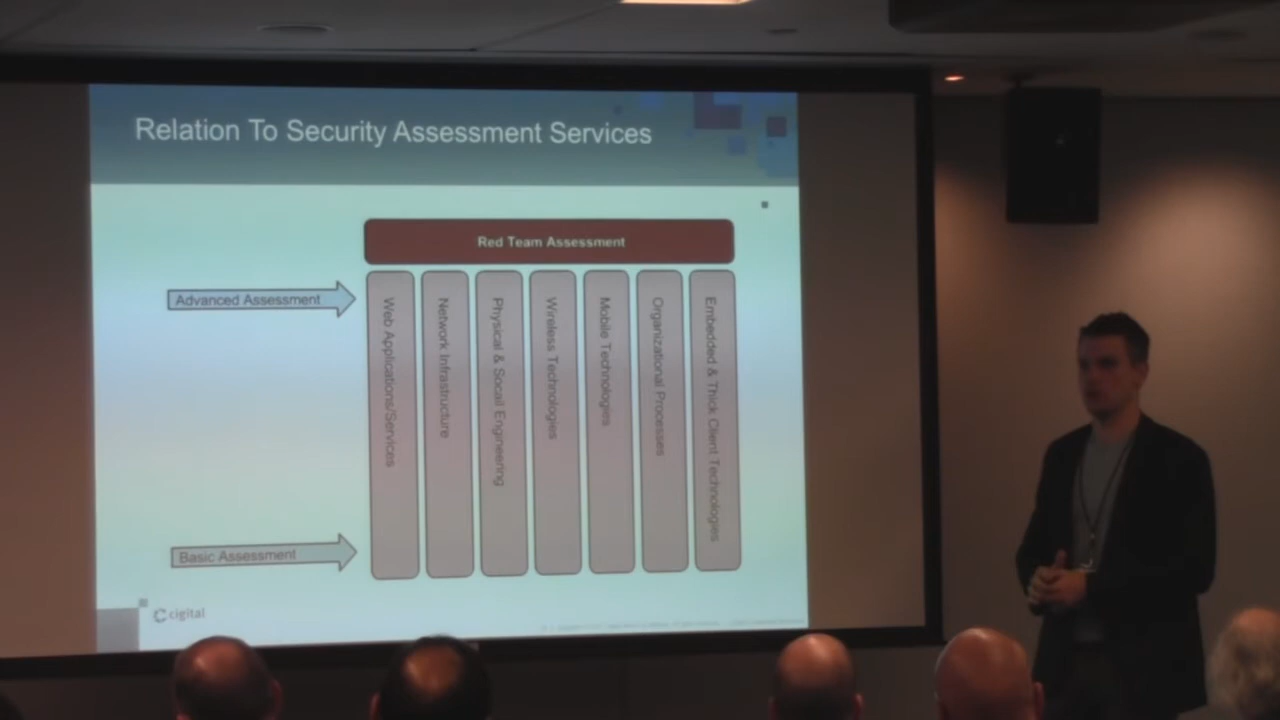 Relation To Security Assessment Services
Red Team Assessment
Advanced Assessment
Web Applications/Services
Network Infrastructure
Physical & Socail Engineering
Wireless Technologies
Mobile Technologies
Organizational Processes
Embedded & Thick Client Technologies
Basic Assessment
cigital